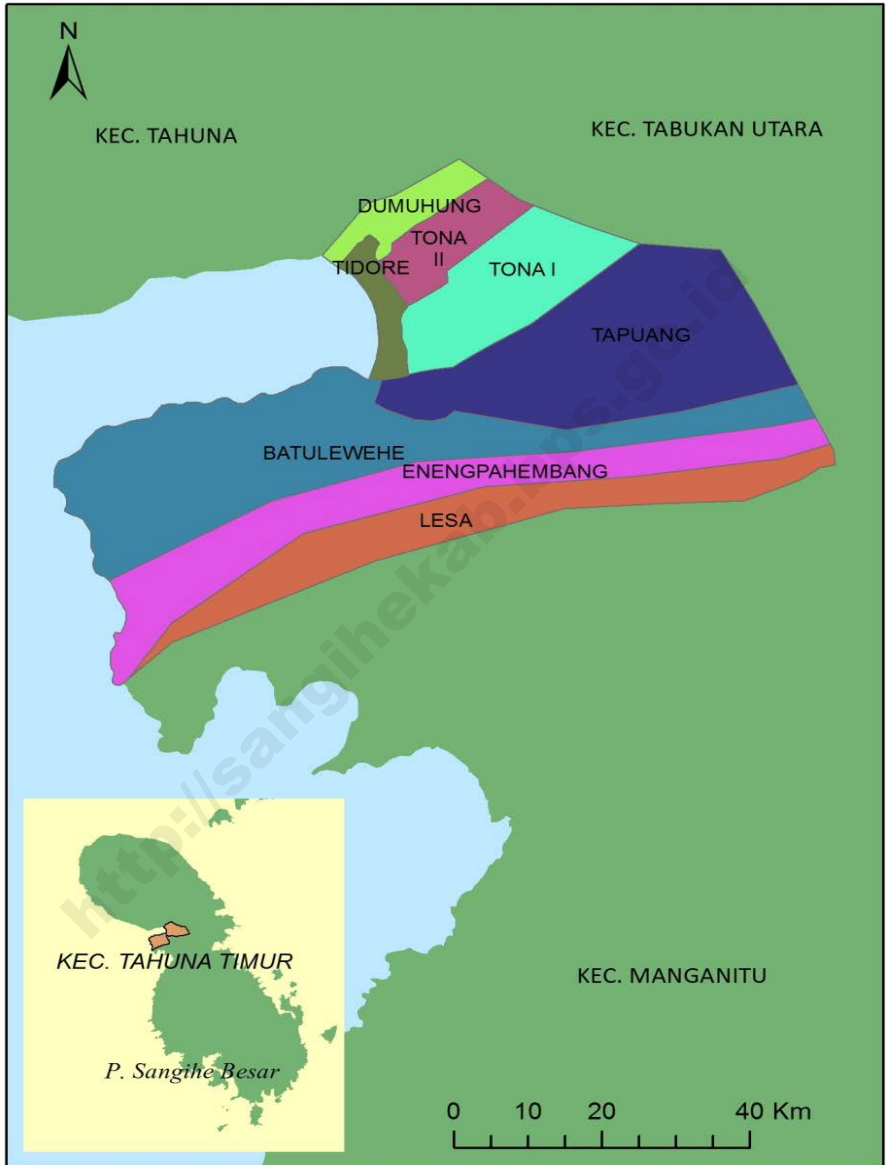 N
KEC. TAHUNA
KEC. TABUKAN UTARA
DUMUHUNG
TONA
II
TIDORE
TONA I
TAPUANG
BATULEWEHE
ENENGPAHEMBANG
LESA
http://sangihekab.bps.go.id
KEC. TAHUNA TIMUR
P. Sangihe Besar
KEC. MANGANITU
0 10 20 40 Km